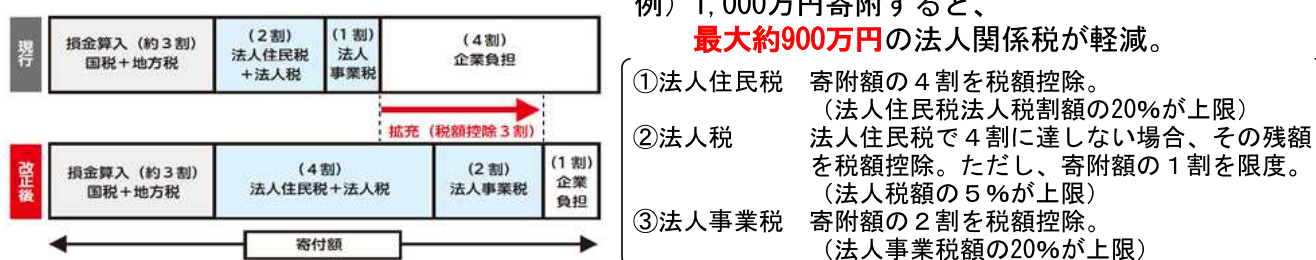 現行
損金算入（約３割）
国税＋地方税
（２割）
法人住民税
＋法人税
（１割）
法人
事業税
（４割）
企業負担
拡充（税額控除３割）
改正後
損金算入（約３割）
国税＋地方税
（４割）
法人住民税＋法人税
（２割）
法人事業税
（１割）
企業
負担
寄付額
例）1,000万円寄附すると、
最大約900万円の法人関係税が軽減。
①法人住民税　寄附額の４割を税額控除。
（法人住民税法人税割額の20%が上限）
②法人税　法人住民税で４割に達しない場合、その残額
を税額控除。ただし、寄附額の１割を限度。
（法人税額の５%が上限）
③法人事業税　寄附額の２割を税額控除。
（法人事業税額の20%が上限）